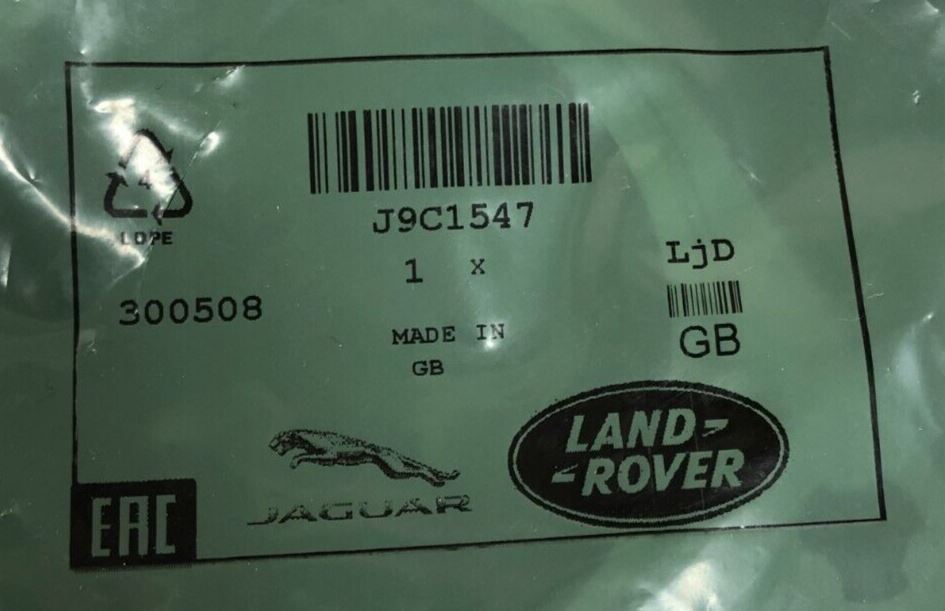 J9C1547
1 x
4
LDPE
300508
LjD
GB
MADE IN
GB
EAC
JAGUAR
LAND-
-ROVER